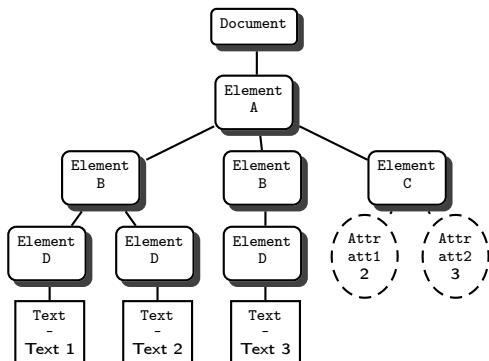 Document
Element
A
Element
B
Element
B
Element
C
Element
D
Element
D
Element
D
Attr
att1
2
Attr
att2
3
Text
-
Text 1
Text
-
Text 2
Text
-
Text 3